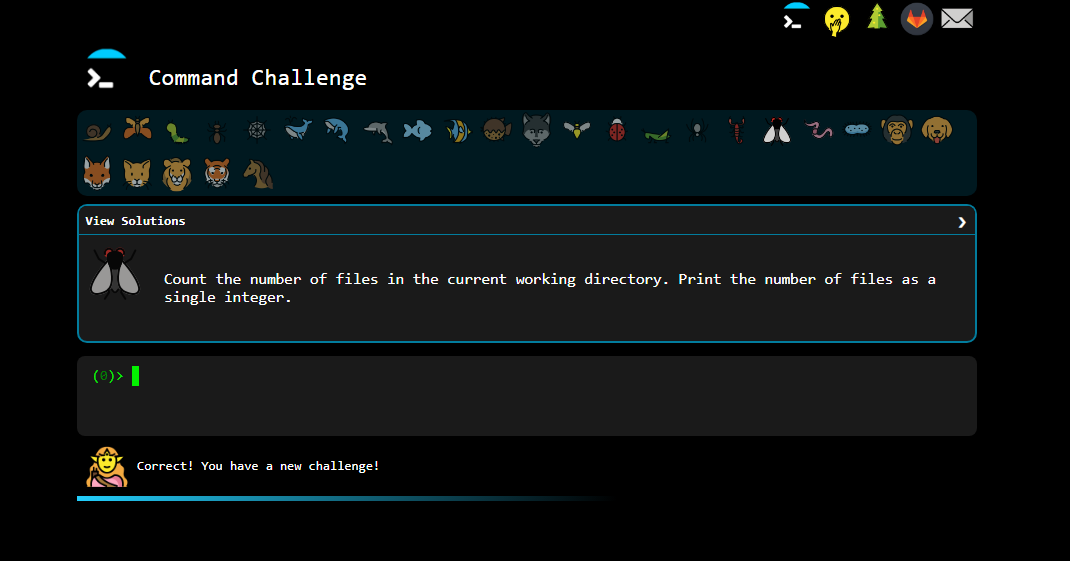 Command Challenge
View Solutions
Count the number of files in the current working directory. Print the number of files as a
single integer.
(0)>
Correct! You have a new challenge!